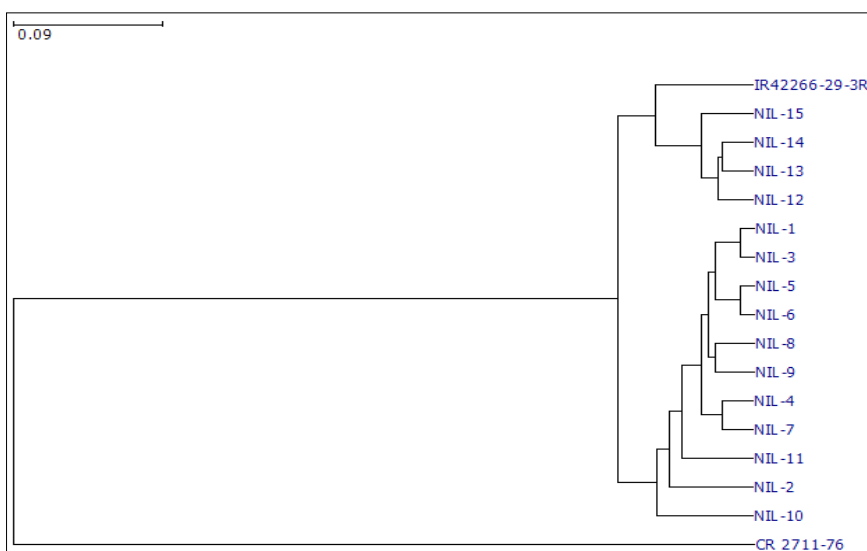 0.09
IR42266-29-3R
NIL-15
NIL-14
NIL-13
NIL-12
NIL-1
NIL-3
NIL-5
NIL-6
NIL-8
NIL-9
NIL-4
NIL-7
NIL-11
NIL-2
NIL-10
CR 2711-76